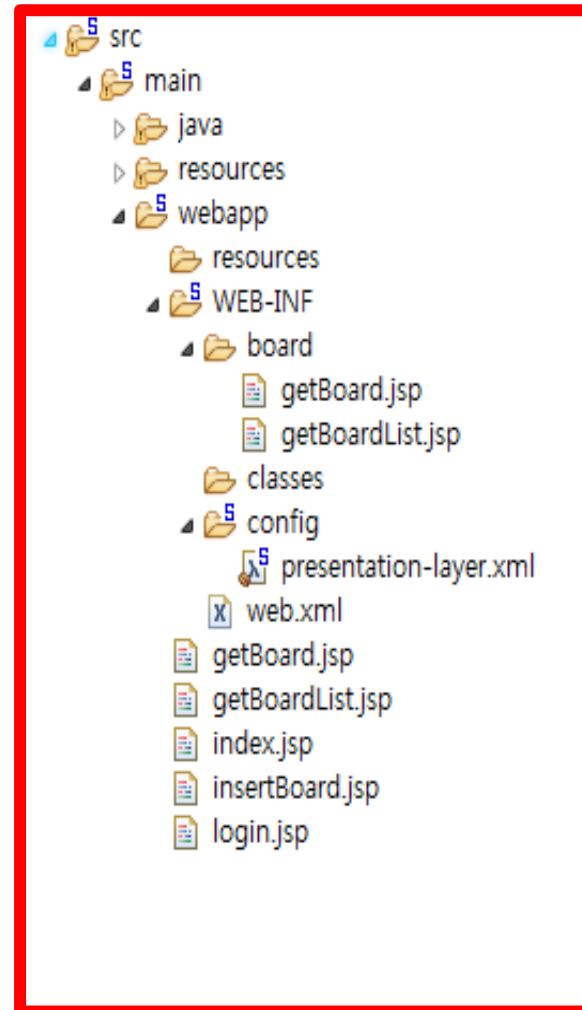 src
main
java
resources
webapp
resources
WEB-INF
board
getBoard.jsp
getBoardList.jsp
classes
config
presentation-layer.xml
web.xml
getBoard.jsp
getBoardList.jsp
index.jsp
insertBoard.jsp
login.jsp